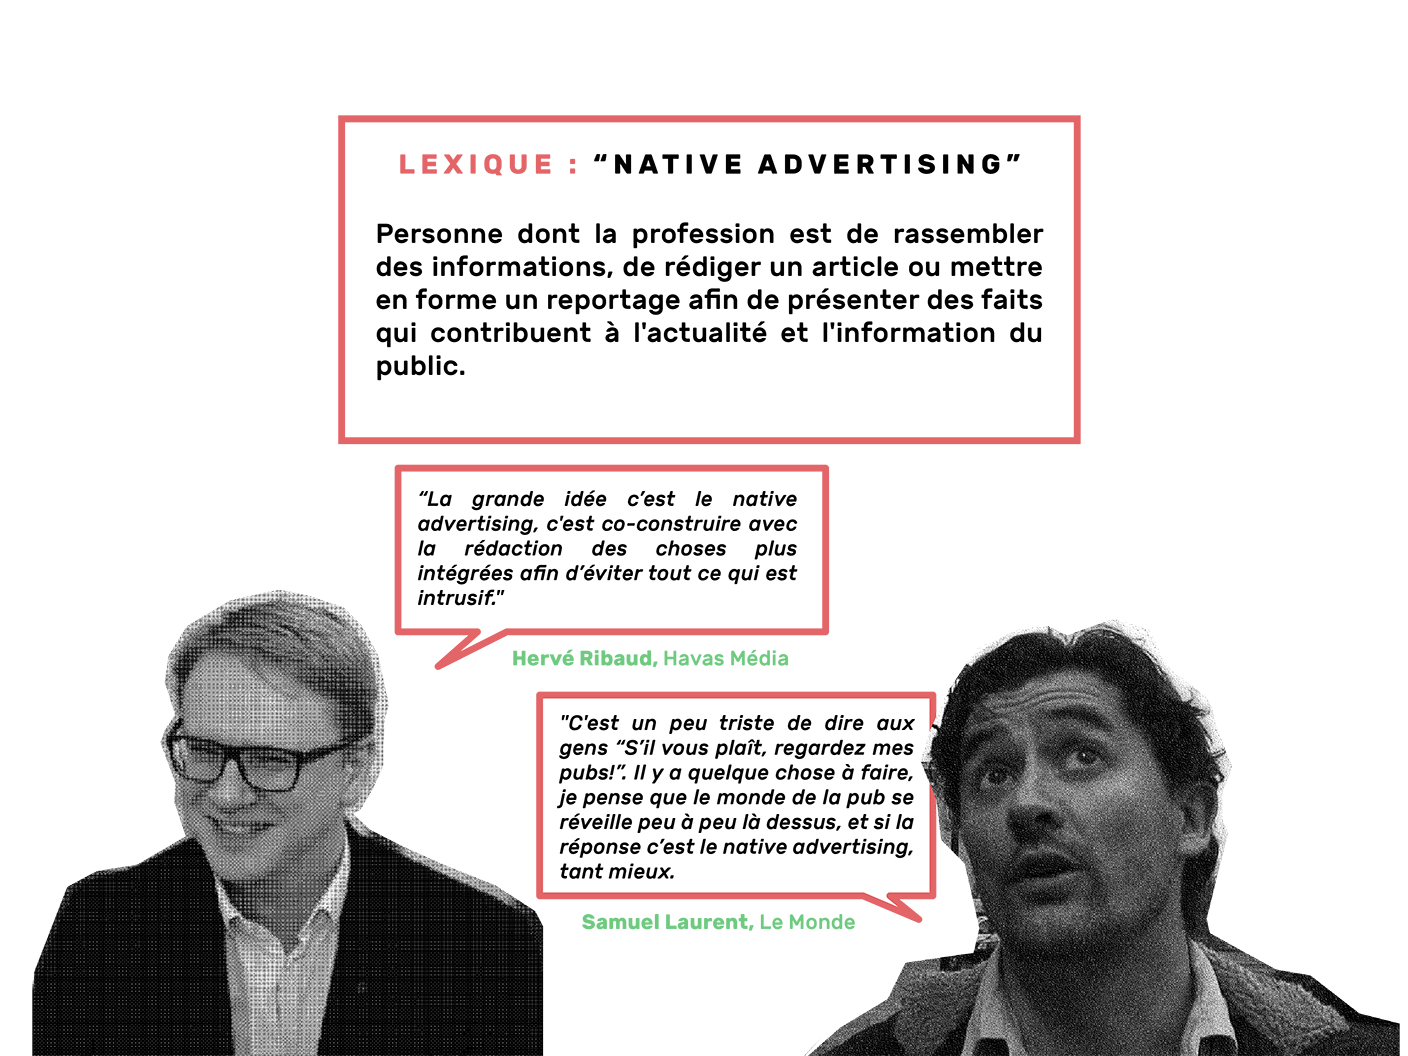 LEXIQUE : “NATIVE ADVERTISING”
Personne dont la profession est de rassembler
des informations, de rédiger un article ou mettre
en forme un reportage afin de présenter des faits
qui contribuent à l'actualité et l'information du
public.
“La grande idée c’est le native
advertising, c'est co-construire avec
la rédaction des choses plus
intégrées afin d’éviter tout ce qui est
intrusif."
Hervé Ribaud, Havas Média
"C'est un peu triste de dire aux
gens “S’il vous plaît, regardez mes
pubs!”. Il y a quelque chose à faire,
je pense que le monde de la pub se
réveille peu à peu là dessus, et si la
réponse c’est le native advertising,
tant mieux.
Samuel Laurent, Le Monde